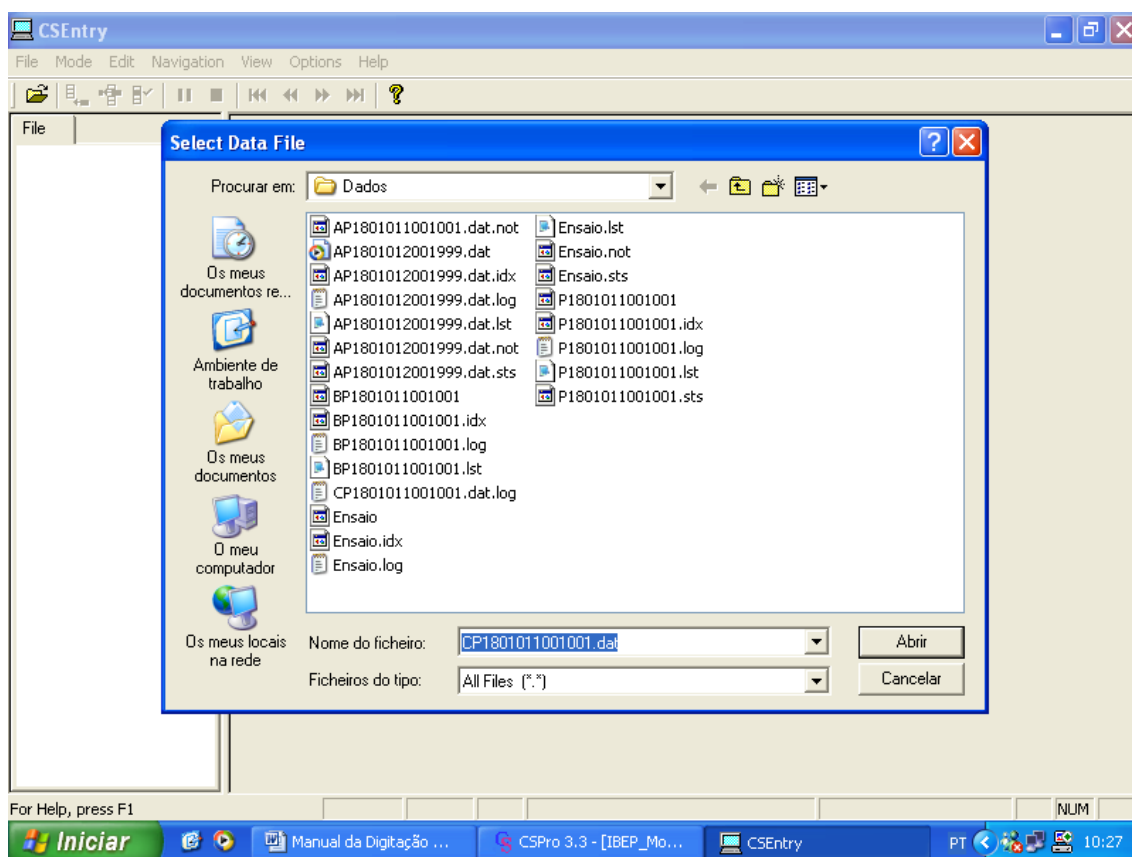 CSEntry
File Mode Edit Navigation View Options Help
File
Select Data File
Procurar em: Dados
Os meus
documentos re...
Ambiente de
trabalho
Os meus
documentos
O meu
computador
Os meus locais
na rede
AP1801011001001.dat.not
AP1801012001999.dat
AP1801012001999.dat.idx
AP1801012001999.dat.log
AP1801012001999.dat.lst
AP1801012001999.dat.not
AP1801012001999.dat.sts
BP1801011001001
BP1801011001001.idx
BP1801011001001.log
BP1801011001001.lst
CP1801011001001.dat.log
Ensaio
Ensaio.idx
Ensaio.log
Ensaio.lst
Ensaio.not
Ensaio.sts
P1801011001001
P1801011001001.idx
P1801011001001.log
P1801011001001.lst
P1801011001001.sts
Nome do ficheiro: CP1801011001001.dat Abrir
Ficheiros do tipo: All Files (*.*) Cancelar
For Help, press F1 NUM
Iniciar Manual da Digitação ... CSPro 3.3 - [IBEP_Mo... CSEntry PT 10:27